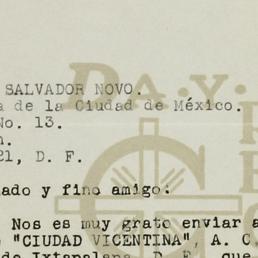 SALVADOR NOVO.
a de la Ciudad de México.
No. 13.
n.
21, D. F.
ado y fino amigo:
Nos es muy grato enviar a
"CIUDAD VICENTINA", A. C.
de Ixtapalapa, D. F., que
DA·Y·